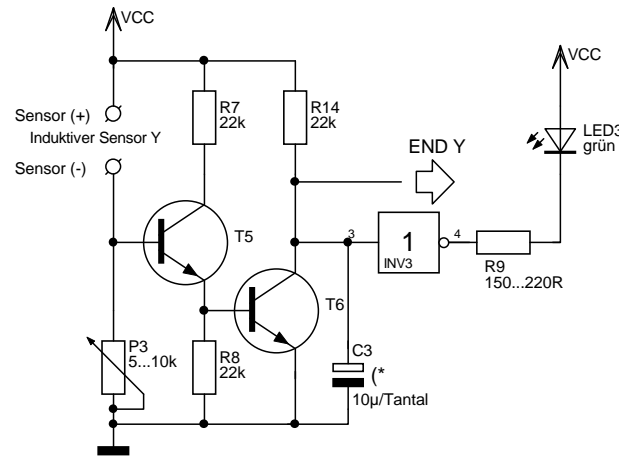 VCC
VCC
Sensor (+)
Induktiver Sensor Y
Sensor (-)
R7
22k
R14
22k
LED3
grün
END Y
T5
3
1
INV3
4
R9
150...220R
T6
P3
5...10k
R8
22k
C3
(*
10µ/Tantal